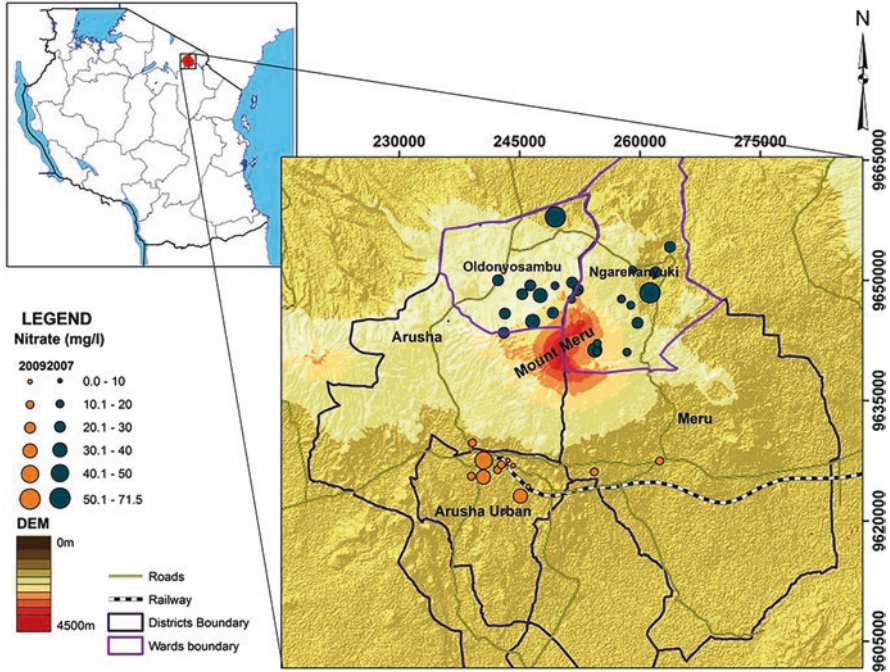 N
230000 245000 260000 275000
9665000
9650000
9635000
9620000
9605000
Oldonyosambu
Ngarenanyuki
Arusha
Mount Meru
Meru
Arusha Urban
LEGEND
Nitrate (mg/l)
20092007
0.0 - 10
10.1 - 20
20.1 - 30
30.1 - 40
40.1 - 50
50.1 - 71.5
DEM
0m
4500m
Roads
Railway
Districts Boundary
Wards boundary